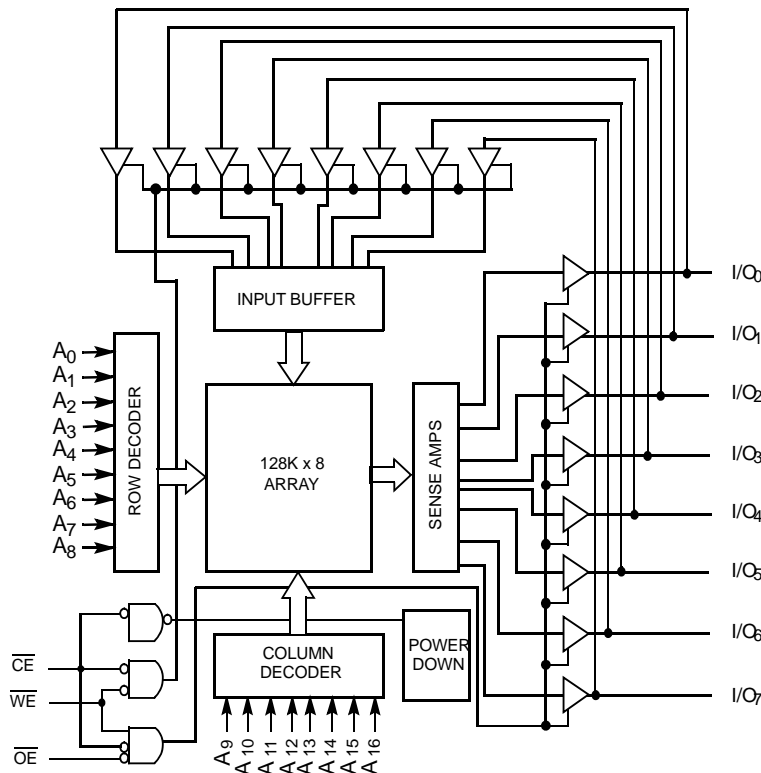 INPUT BUFFER
I/O0
I/O1
I/O2
I/O3
I/O4
I/O5
I/O6
I/O7
A0
A1
A2
A3
A4
A5
A6
A7
A8
ROW DECODER
128K x 8
ARRAY
SENSE AMPS
COLUMN
DECODER
POWER
DOWN
CE
WE
OE
A9
A10
A11
A12
A13
A14
A15
A16